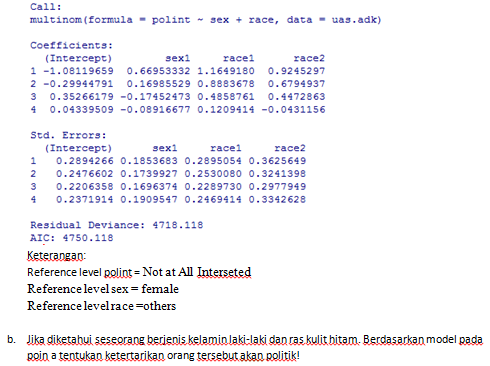 Call:
multinom(formula = polint ~ sex + race, data = uas.adk)
Coefficients:
(Intercept) sex1 race1 race2
1 -1.08119659 0.66953332 1.1649180 0.9245297
2 -0.29944791 0.16985529 0.8883678 0.6794937
3 0.35266179 -0.17452473 0.4858761 0.4472863
4 0.04339509 -0.08916677 0.1209414 -0.0431156
Std. Errors:
(Intercept) sex1 race1 race2
1 0.2894266 0.1853683 0.2895054 0.3625649
2 0.2476602 0.1739927 0.2530080 0.3241398
3 0.2206358 0.1696374 0.2289730 0.2977949
4 0.2371914 0.1909547 0.2469414 0.3342628
Residual Deviance: 4718.118
AIC: 4750.118
Keterangan:
Reference level polint = Not at All Interseted
Reference level sex = female
Reference level race =others
b. Jika diketahui seseorang berjenis kelamin laki-laki dan ras kulit hitam. Berdasarkan model pada
poin a tentukan ketertarikan orang tersebut akan politik!